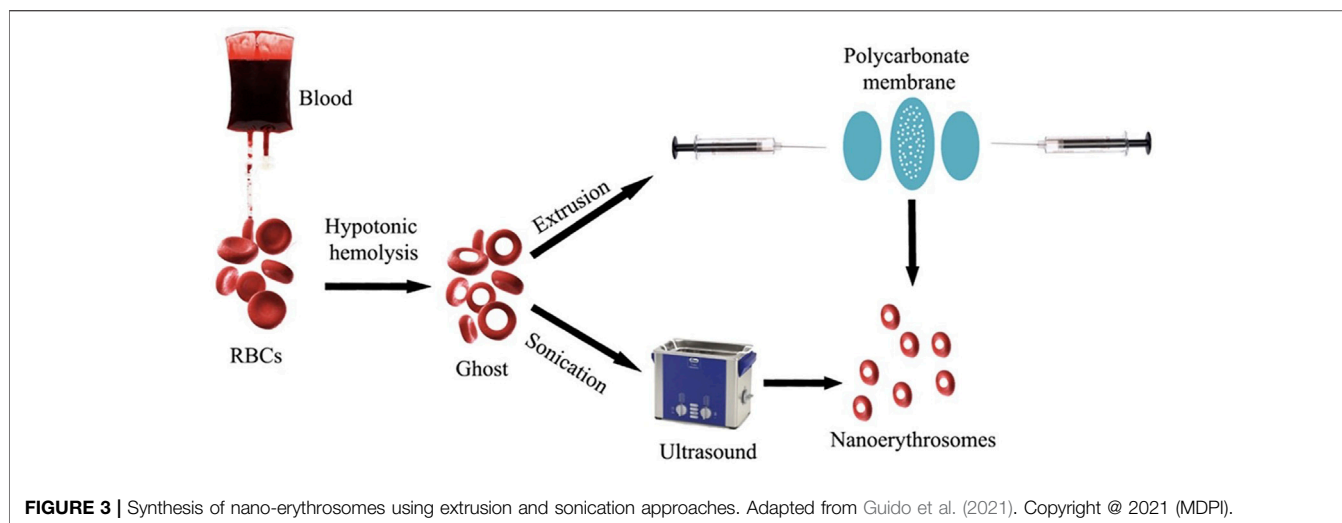 Blood
RBCs
Hypotonic
hemolysis
Ghost
Extrusion
Sonication
Polycarbonate
membrane
Ultrasound
Nanoerythrosomes
FIGURE 3 | Synthesis of nano-erythrosomes using extrusion and sonication approaches. Adapted from Guido et al. (2021). Copyright @ 2021 (MDPI).